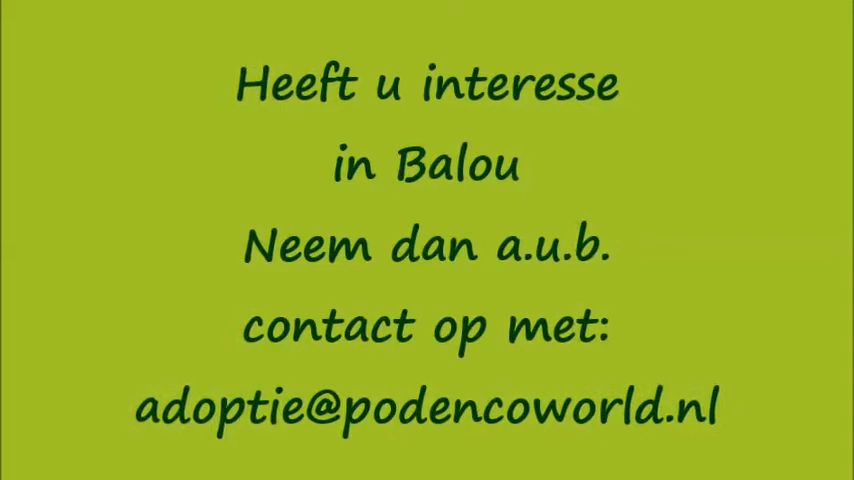 Heeft u interesse
in Balou
Neem dan a.u.b.
contact op met:
adoptie@podencoworld.nl